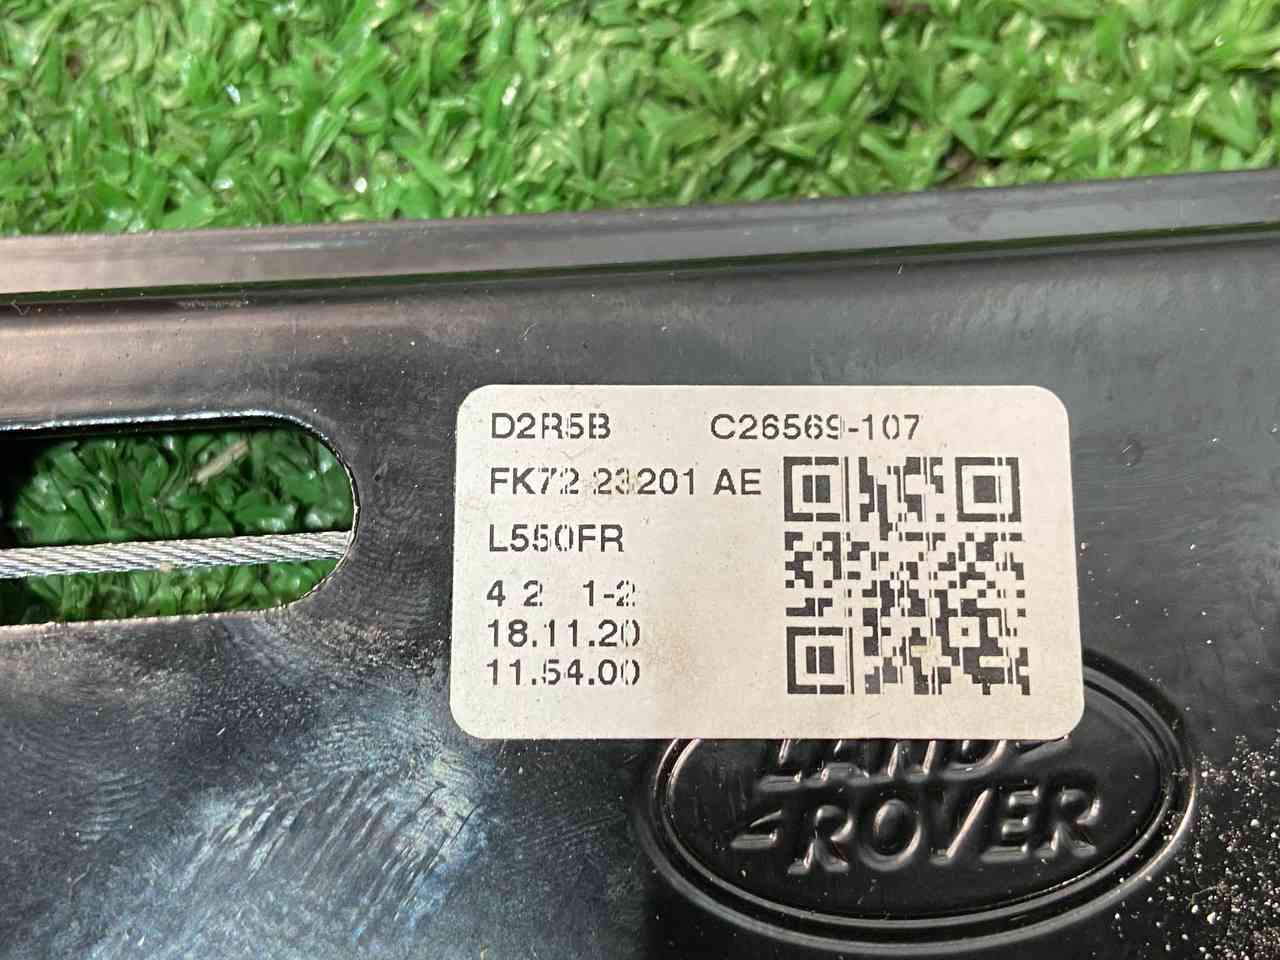 D2R5B C26569-107
FK72 23201 AE
L550FR
4 2 1-2
18.11.20
11.54.00
LAND-
-ROVER